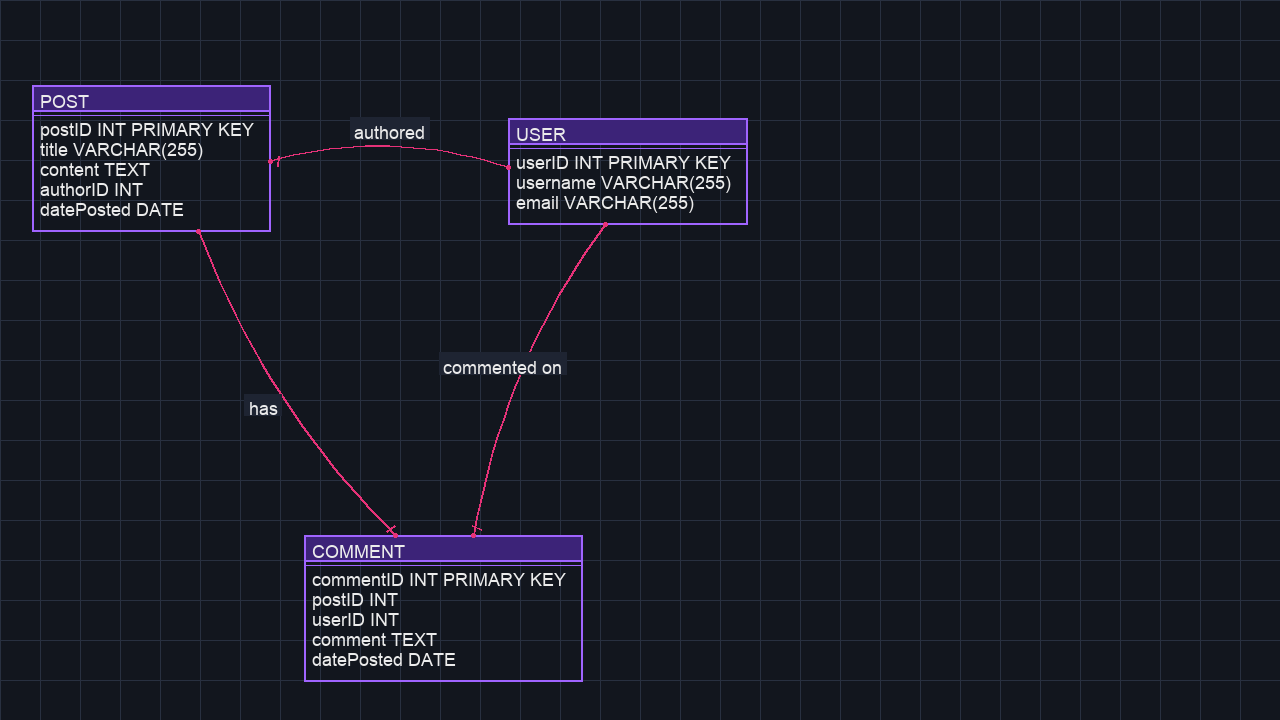 POST
postID INT PRIMARY KEY
title VARCHAR(255)
content TEXT
authorID INT
datePosted DATE
authored
USER
userID INT PRIMARY KEY
username VARCHAR(255)
email VARCHAR(255)
commented on
has
COMMENT
commentID INT PRIMARY KEY
postID INT
userID INT
comment TEXT
datePosted DATE